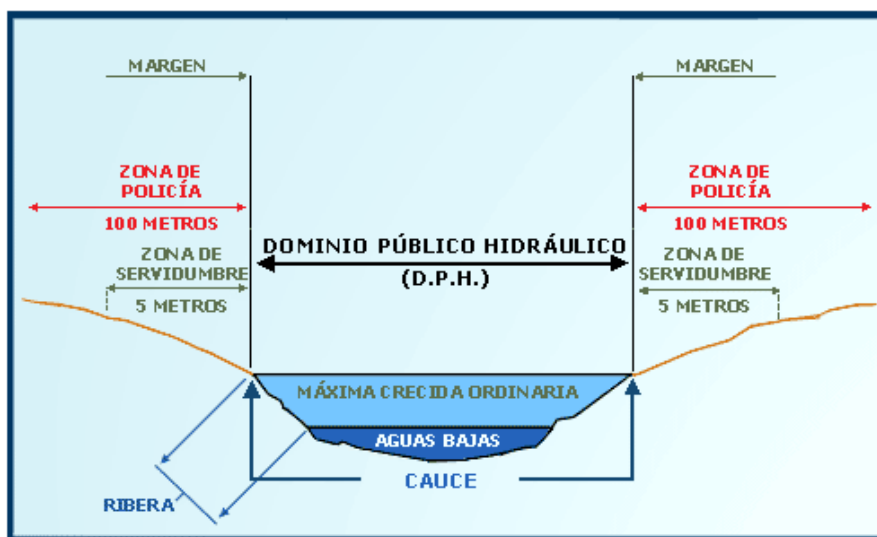 MARGEN
MARGEN
ZONA DE
POLICÍA
100 METROS
ZONA DE
POLICÍA
100 METROS
DOMINIO PÚBLICO HIDRÁULICO
(D.P.H.)
ZONA DE
SERVIDUMBRE
5 METROS
ZONA DE
SERVIDUMBRE
5 METROS
MÁXIMA CRECIDA ORDINARIA
AGUAS BAJAS
CAUCE
RIBERA